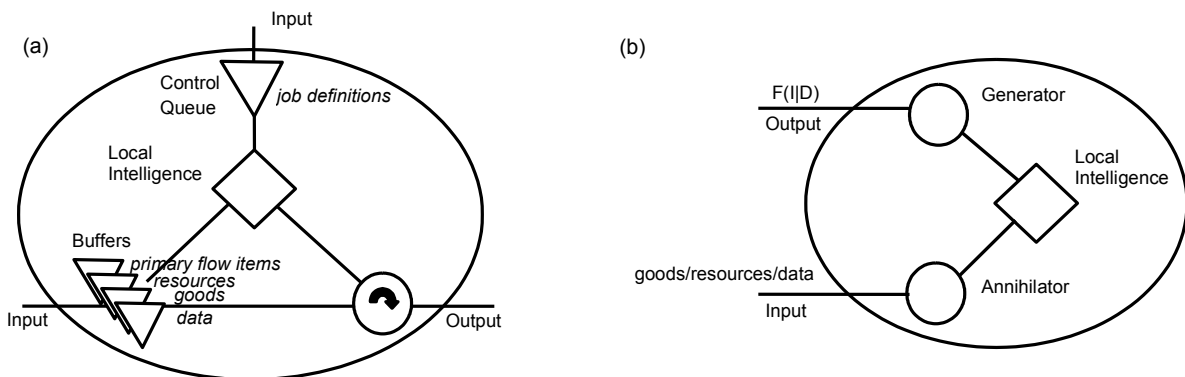 (a)
Input
Control
Queue
job definitions
Local
Intelligence
Buffers
primary flow items
resources
goods
data
Input
Output
(b)
F(I|D)
Output
Generator
Local
Intelligence
goods/resources/data
Input
Annihilator